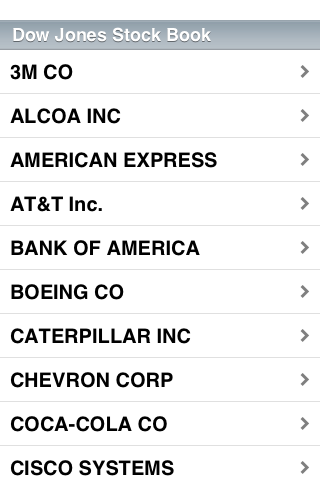 Dow Jones Stock Book
3M CO
ALCOA INC
AMERICAN EXPRESS
AT&T Inc.
BANK OF AMERICA
BOEING CO
CATERPILLAR INC
CHEVRON CORP
COCA-COLA CO
CISCO SYSTEMS